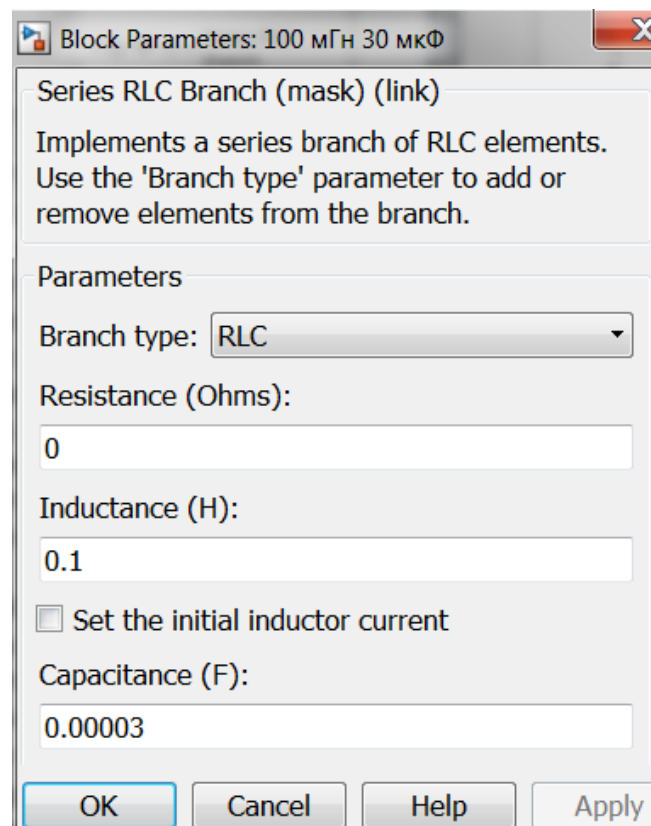 Block Parameters: 100 мГн 30 мкФ
Series RLC Branch (mask) (link)
Implements a series branch of RLC elements.
Use the 'Branch type' parameter to add or
remove elements from the branch.
Parameters
Branch type: RLC
Resistance (Ohms):
0
Inductance (H):
0.1
Set the initial inductor current
Capacitance (F):
0.00003
OK Cancel Help Apply